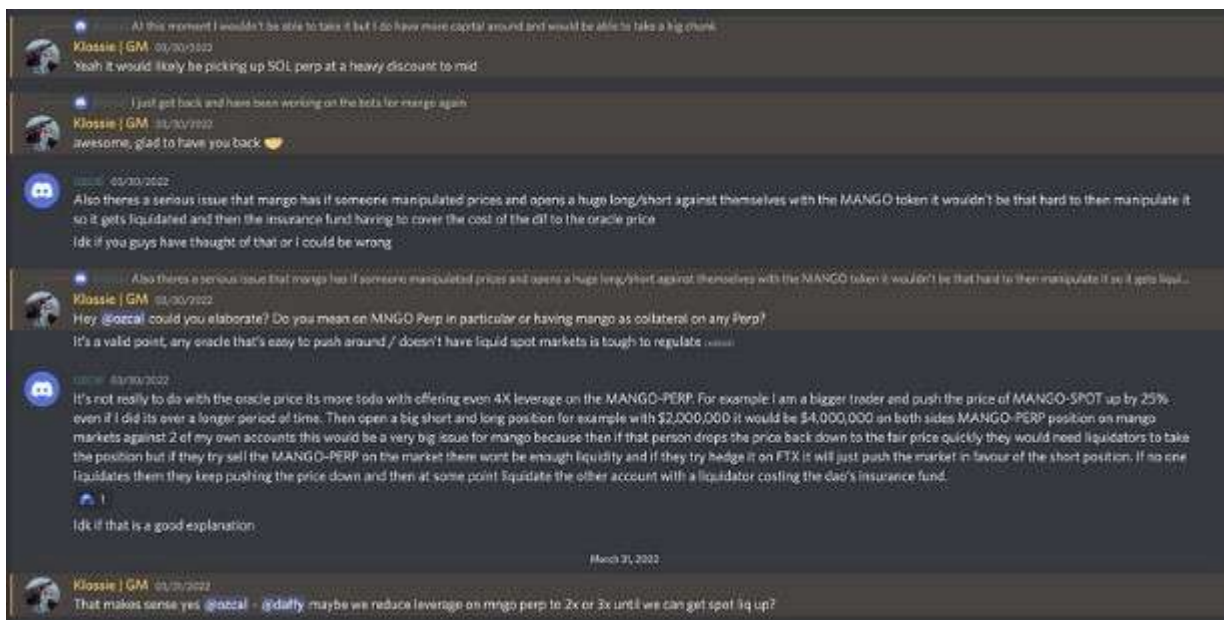 At this moment I wouldn't be able to take it but I do have more capital around and would be able to take a big chunk
Klossie | GM 03/30/2022
Yeah it would likely be picking up SOL perp at a heavy discount to mid
I just got back and have been working on the bots for mango again
Klossie | GM 03/30/2022
awesome, glad to have you back
03/30/2022
Also theres a serious issue that mango has if someone manipulated prices and opens a huge long/short against themselves with the MANGO token it wouldn't be that hard to then manipulate it
so it gets liquidated and then the insurance fund having to cover the cost of the dif to the oracle price
Idk if you guys have thought of that or I could be wrong
Also theres a serious issue that mango has if someone manipulated prices and opens a huge long/short against themselves with the MANGO token it wouldn't be that hard to then manipulate it so it gets liqui...
Klossie | GM 03/30/2022
Hey @ozcal could you elaborate? Do you mean on MNGO Perp in particular or having mango as collateral on any Perp?
It's a valid point, any oracle that's easy to push around / doesn't have liquid spot markets is tough to regulate (edited)
03/30/2022
It's not really to do with the oracle price its more todo with offering even 4X leverage on the MANGO-PERP. For example I am a bigger trader and push the price of MANGO-SPOT up by 25%
even if I did its over a longer period of time. Then open a big short and long position for example with $2,000,000 it would be $4,000,000 on both sides MANGO-PERP position on mango
markets against 2 of my own accounts this would be a very big issue for mango because then if that person drops the price back down to the fair price quickly they would need liquidators to take
the position but if they try sell the MANGO-PERP on the market there wont be enough liquidity and if they try hedge it on FTX it will just push the market in favour of the short position. If no one
liquidates them they keep pushing the price down and then at some point liquidate the other account with a liquidator costing the dao's insurance fund.
1
Idk if that is a good explanation
March 31, 2022
Klossie | GM 03/31/2022
That makes sense yes @ozcal - @daffy maybe we reduce leverage on mngo perp to 2x or 3x until we can get spot liq up?